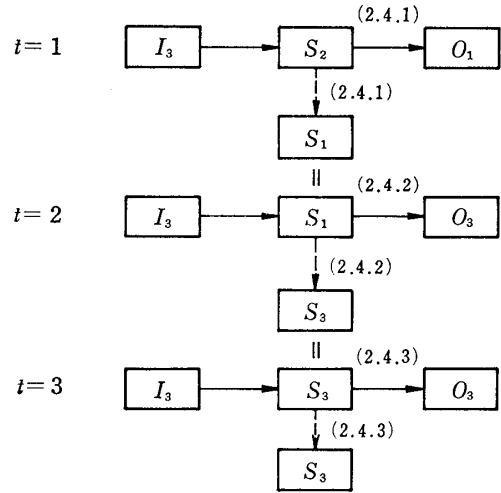 (2.4.1)
t=1 I₃ S₂ O₁
(2.4.1)
S₁
॥
(2.4.2)
t=2 I₃ S₁ O₃
(2.4.2)
S₃
॥
(2.4.3)
t=3 I₃ S₃ O₃
(2.4.3)
S₃